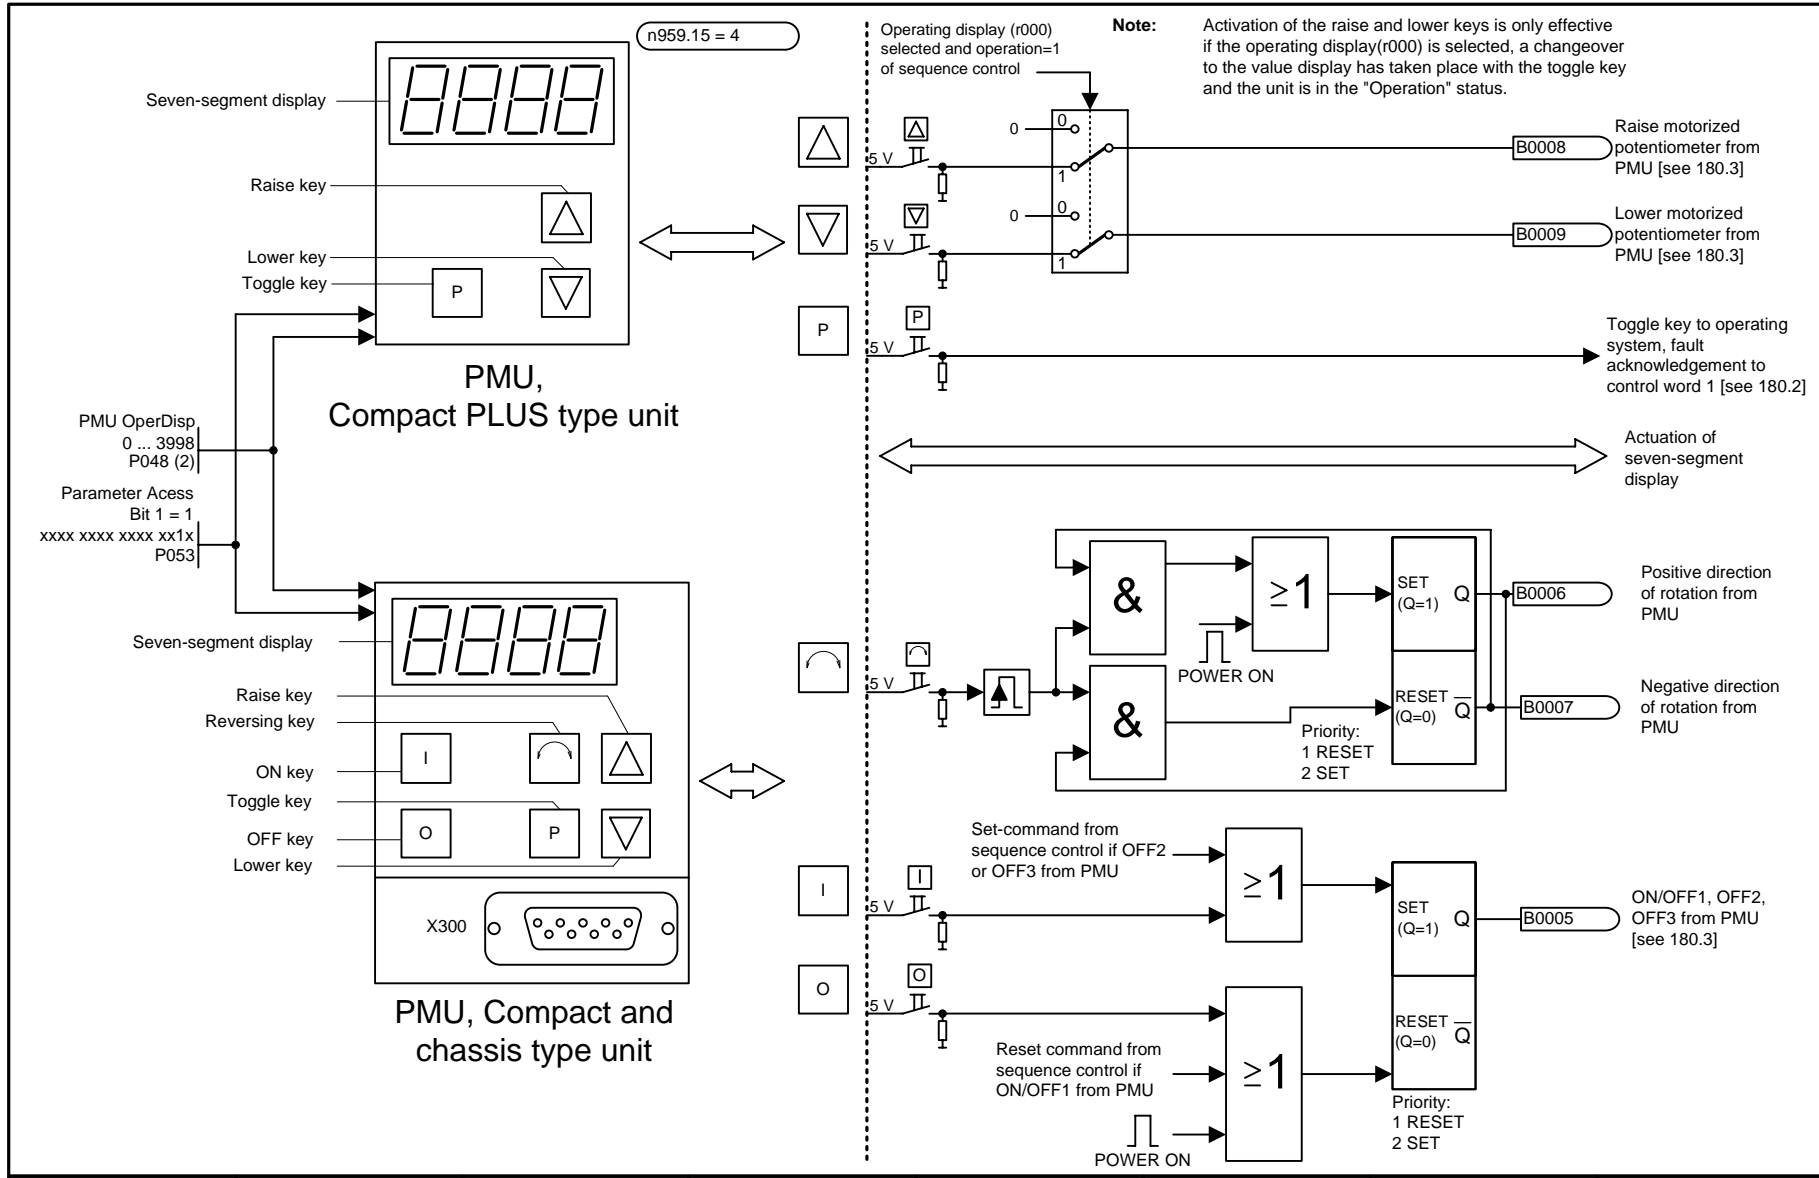 n959.15 = 4
Seven-segment display
Raise key
Lower key
Toggle key
P
PMU,
Compact PLUS type unit
PMU OperDisp
0 ... 3998
P048 (2)
Parameter Acess
Bit 1 = 1
xxxx xxxx xxxx xx1x
P053
Seven-segment display
Raise key
Reversing key
ON key
Toggle key
OFF key
Lower key
I
O
P
X300
PMU, Compact and
chassis type unit
Operating display (r000)
selected and operation=1
of sequence control
Note:
Activation of the raise and lower keys is only effective
if the operating display(r000) is selected, a changeover
to the value display has taken place with the toggle key
and the unit is in the "Operation" status.
5 V
0
0
1
B0008
Raise motorized
potentiometer from
PMU [see 180.3]
5 V
0
0
1
B0009
Lower motorized
potentiometer from
PMU [see 180.3]
P
P
5 V
Toggle key to operating
system, fault
acknowledgement to
control word 1 [see 180.2]
Actuation of
seven-segment
display
5 V
&
&
≥1
POWER ON
SET
(Q=1)
Q
RESET
(Q=0)
Q
Priority:
1 RESET
2 SET
B0006
Positive direction
of rotation from
PMU
B0007
Negative direction
of rotation from
PMU
Set-command from
sequence control if OFF2
or OFF3 from PMU
I
I
5 V
≥1
SET
(Q=1)
Q
B0005
ON/OFF1, OFF2,
OFF3 from PMU
[see 180.3]
O
O
5 V
Reset command from
sequence control if
ON/OFF1 from PMU
≥1
RESET
(Q=0)
Q
POWER ON
Priority:
1 RESET
2 SET